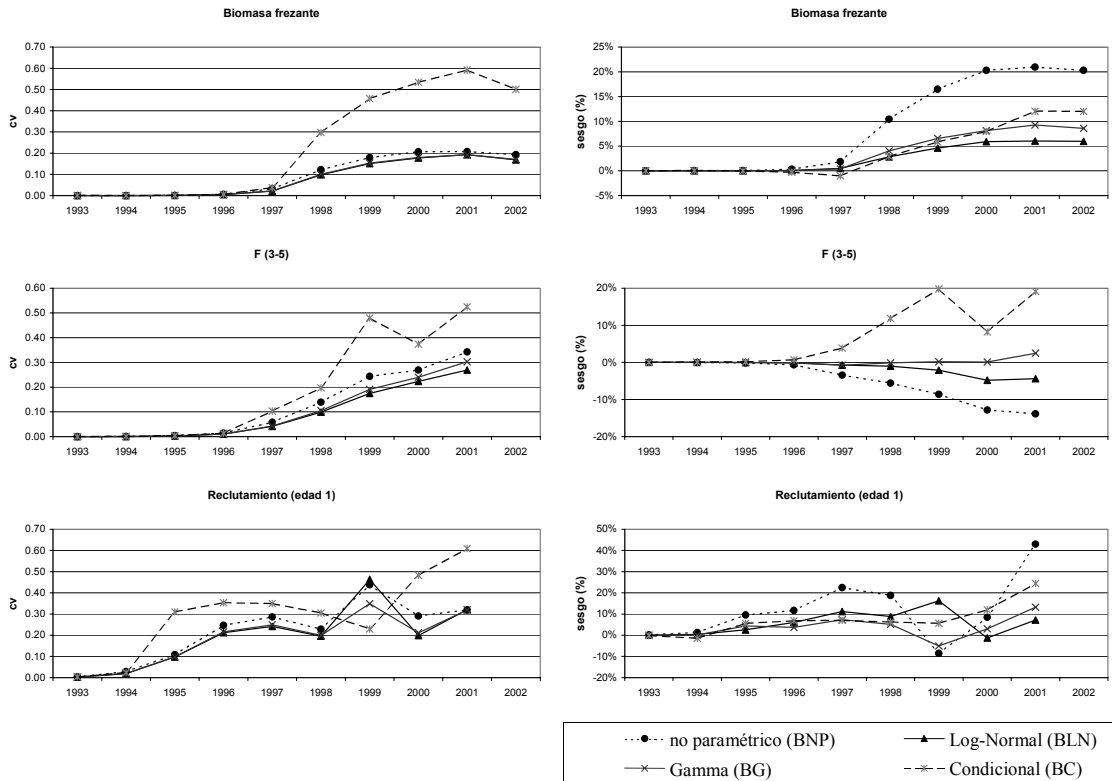 Biomasa frezante
cv
0.70
0.60
0.50
0.40
0.30
0.20
0.10
0.00
1993 1994 1995 1996 1997 1998 1999 2000 2001 2002
Biomasa frezante
sesgo (%)
25%
20%
15%
10%
5%
0%
-5%
1993 1994 1995 1996 1997 1998 1999 2000 2001 2002
F (3-5)
cv
0.60
0.50
0.40
0.30
0.20
0.10
0.00
1993 1994 1995 1996 1997 1998 1999 2000 2001 2002
F (3-5)
sesgo (%)
20%
10%
0%
-10%
-20%
1993 1994 1995 1996 1997 1998 1999 2000 2001 2002
Reclutamiento (edad 1)
cv
0.70
0.60
0.50
0.40
0.30
0.20
0.10
0.00
1993 1994 1995 1996 1997 1998 1999 2000 2001 2002
Reclutamiento (edad 1)
sesgo (%)
50%
40%
30%
20%
10%
0%
-10%
-20%
1993 1994 1995 1996 1997 1998 1999 2000 2001 2002
no paramétrico (BNP) Log-Normal (BLN)
Gamma (BG) Condicional (BC)